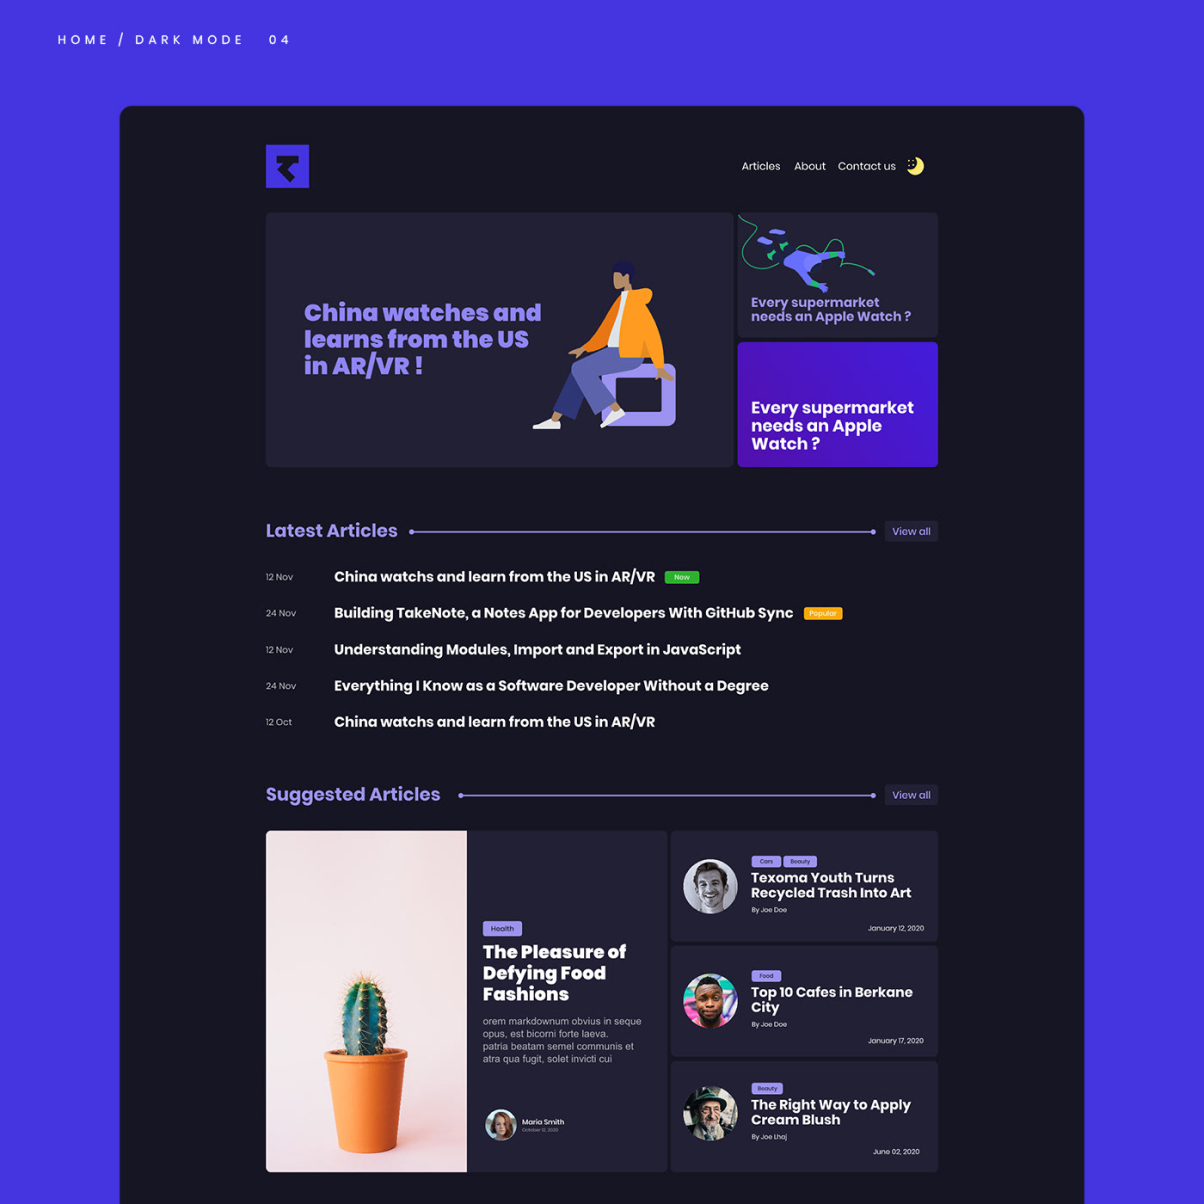 HOME / DARK MODE 04
Articles About Contact us
China watches and
learns from the US
in AR/VR !
Every supermarket
needs an Apple Watch ?
Every supermarket
needs an Apple
Watch ?
Latest Articles View all
12 Nov China watchs and learn from the US in AR/VR New
24 Nov Building TakeNote, a Notes App for Developers With GitHub Sync Popular
12 Nov Understanding Modules, Import and Export in JavaScript
24 Nov Everything I Know as a Software Developer Without a Degree
12 Oct China watchs and learn from the US in AR/VR
Suggested Articles View all
Health
The Pleasure of
Defying Food
Fashions
orem markdownum obvius in seque
opus, est bicorni forte laeva.
patria beatam semel communis et
atra qua fugit, solet invicti cui
Maria Smith
October 12, 2020
Cars Beauty
Texoma Youth Turns
Recycled Trash Into Art
By Joe Doe
January 12, 2020
Food
Top 10 Cafes in Berkane
City
By Joe Doe
January 17, 2020
Beauty
The Right Way to Apply
Cream Blush
By Joe Lhaj
June 02, 2020